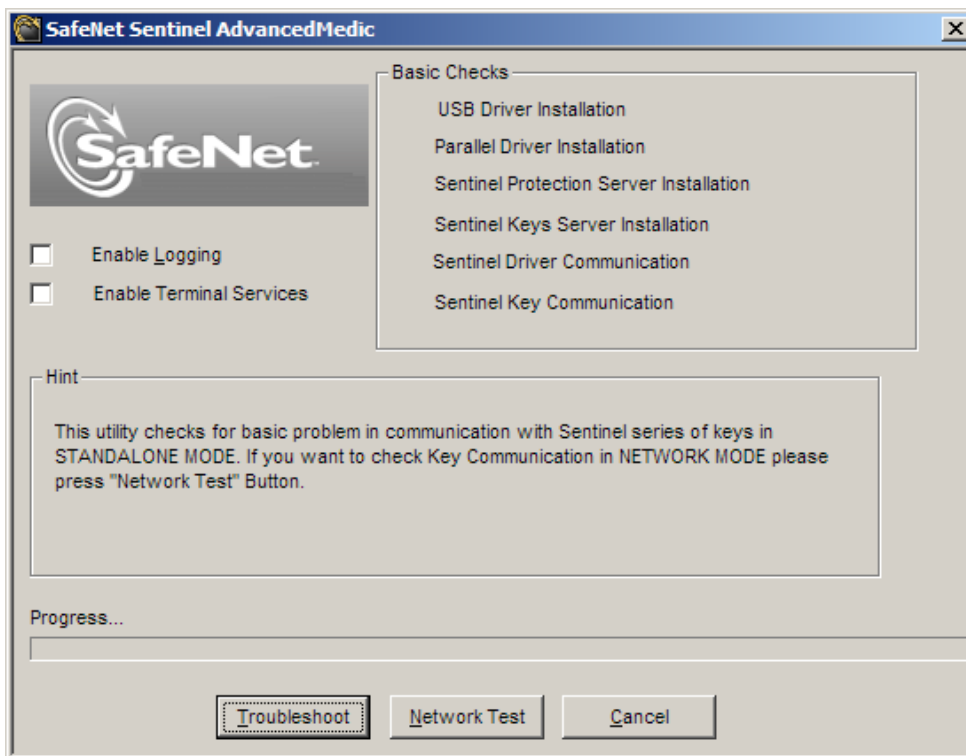 SafeNet Sentinel AdvancedMedic
SafeNet
Basic Checks
USB Driver Installation
Parallel Driver Installation
Sentinel Protection Server Installation
Sentinel Keys Server Installation
Sentinel Driver Communication
Sentinel Key Communication
Enable Logging
Enable Terminal Services
Hint
This utility checks for basic problem in communication with Sentinel series of keys in
STANDALONE MODE. If you want to check Key Communication in NETWORK MODE please
press "Network Test" Button.
Progress...
Troubleshoot
Network Test
Cancel